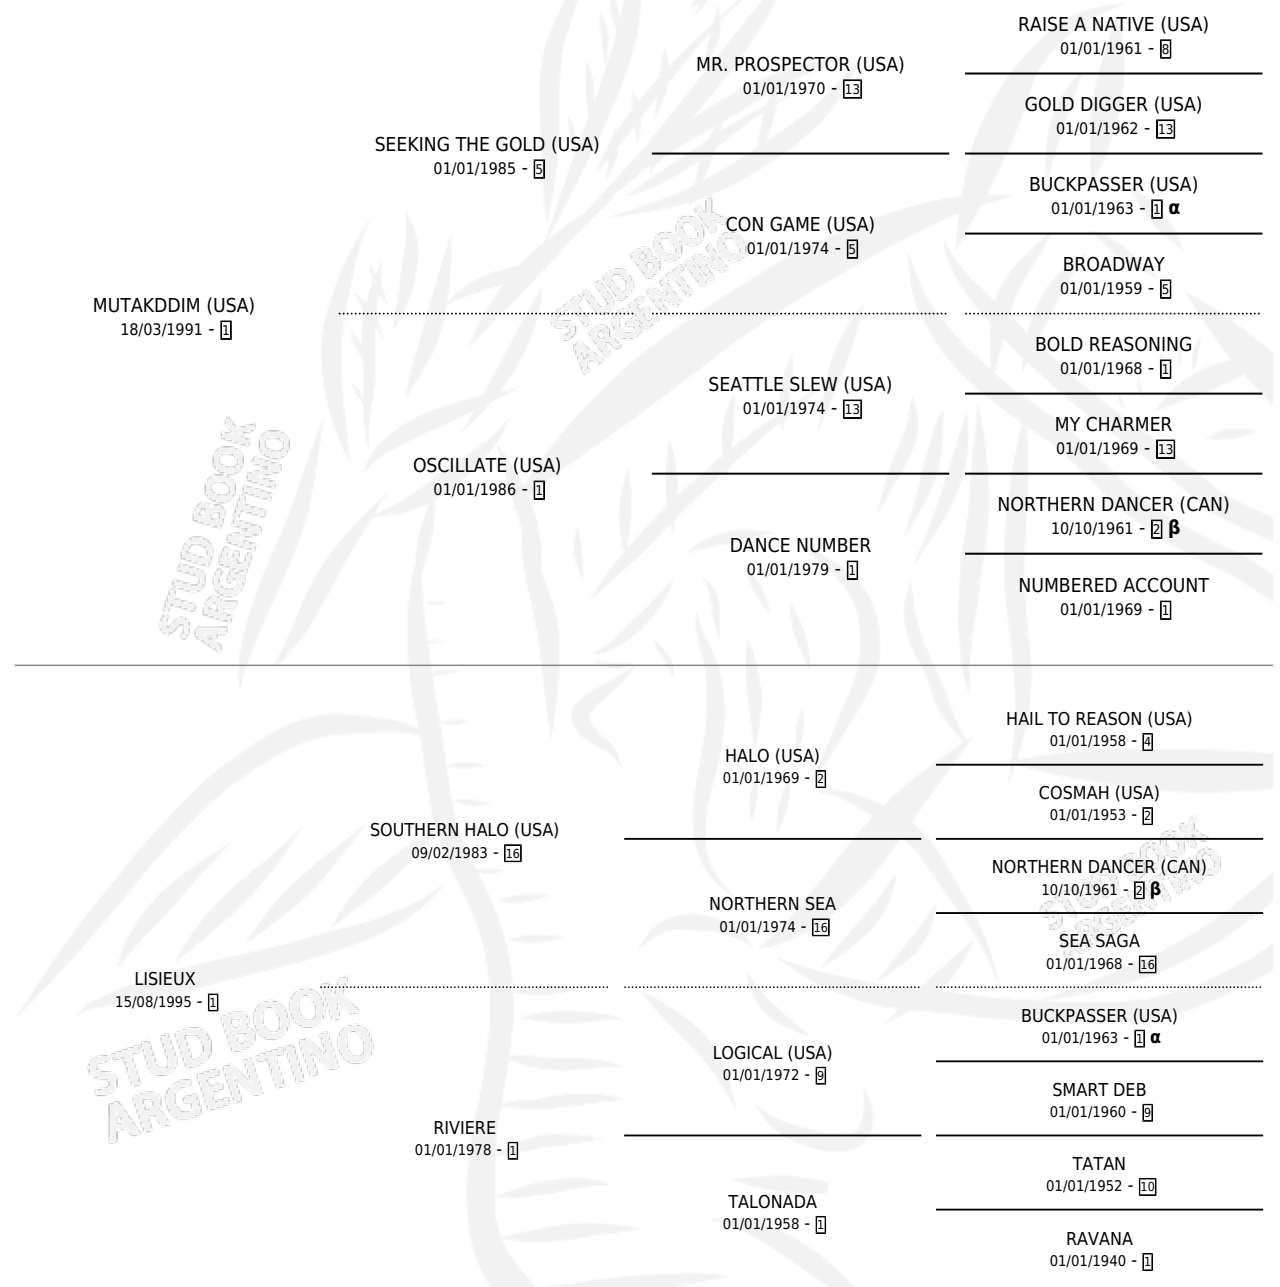 RAISE A NATIVE (USA)
01/01/1961 - 8
MR. PROSPECTOR (USA)
01/01/1970 - 13
GOLD DIGGER (USA)
01/01/1962 - 13
SEEKING THE GOLD (USA)
01/01/1985 - 5
BUCKPASSER (USA)
01/01/1963 - 1 α
CON GAME (USA)
01/01/1974 - 5
BROADWAY
01/01/1959 - 5
MUTAKDDIM (USA)
18/03/1991 - 1
BOLD REASONING
01/01/1968 - 1
SEATTLE SLEW (USA)
01/01/1974 - 13
MY CHARMER
01/01/1969 - 13
OSCILLATE (USA)
01/01/1986 - 1
NORTHERN DANCER (CAN)
10/10/1961 - 2 β
DANCE NUMBER
01/01/1979 - 1
NUMBERED ACCOUNT
01/01/1969 - 1
HAIL TO REASON (USA)
01/01/1958 - 4
HALO (USA)
01/01/1969 - 2
COSMAH (USA)
01/01/1953 - 2
SOUTHERN HALO (USA)
09/02/1983 - 16
NORTHERN DANCER (CAN)
10/10/1961 - 2 β
NORTHERN SEA
01/01/1974 - 16
SEA SAGA
01/01/1968 - 16
LISIEUX
15/08/1995 - 1
BUCKPASSER (USA)
01/01/1963 - 1 α
LOGICAL (USA)
01/01/1972 - 9
SMART DEB
01/01/1960 - 9
RIVIERE
01/01/1978 - 1
TATAN
01/01/1952 - 10
TALONADA
01/01/1958 - 1
RAVANA
01/01/1940 - 1
STUD BOOK
ARGENTINO
STUD BOOK
ARGENTINO
STUD BOOK
ARGENTINO
STUD BOOK
ARGENTINO